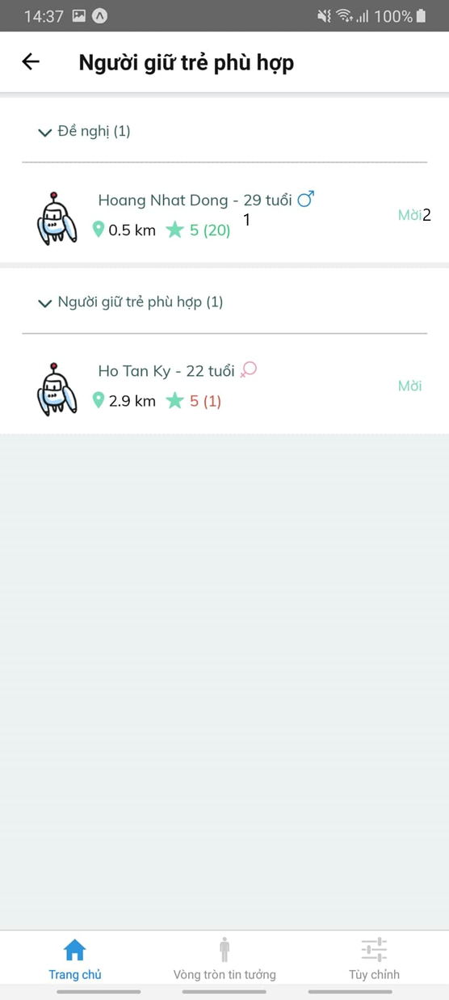 14:37 100%
Người giữ trẻ phù hợp
Đề nghị (1)
Hoang Nhat Dong - 29 tuổi
0.5 km 5 (20) 1
Mời2
Người giữ trẻ phù hợp (1)
Ho Tan Ky - 22 tuổi
2.9 km 5 (1)
Mời
Trang chủ Vòng tròn tin tưởng Tùy chỉnh